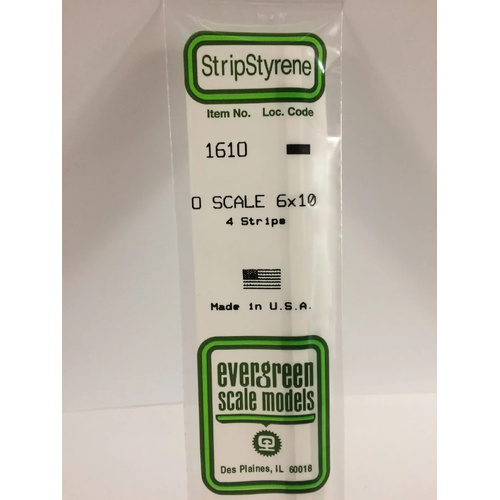 StripStyrene
Item No. Loc. Code
1610
O SCALE 6x10
4 Strips
Made in U.S.A.
evergreen
scale models
Des Plaines, IL 60018